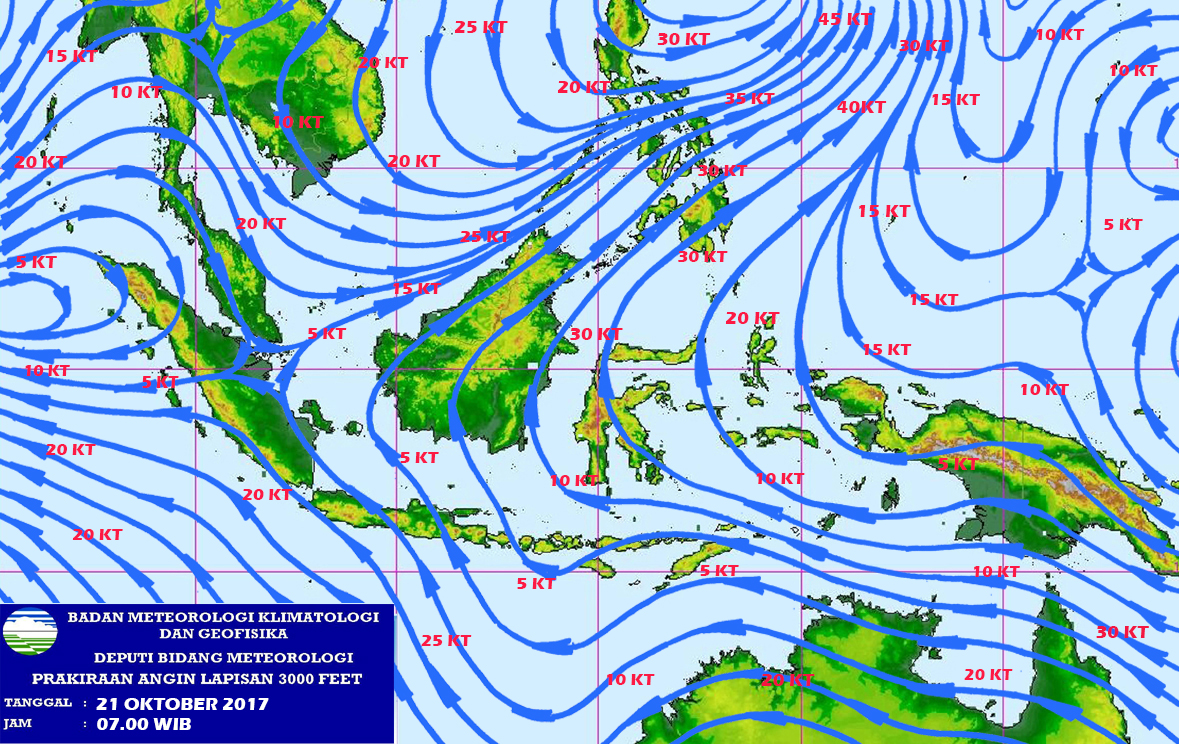 45 KT
25 KT
30 KT
10 KT
30 KT
15 KT
20 KT
10 KT
10 KT
20 KT
35 KT
15 KT
40KT
10 KT
20 KT
20 KT
30 KT
1
15 KT
20 KT
5 KT
25 KT
30 KT
5 KT
15 KT
15 KT
20 KT
5 KT
30 KT
15 KT
10 KT
5 KT
10 KT
20 KT
5 KT
5 KT
20 KT
10 KT
10 KT
20 KT
5 KT
5 KT
10 KT
30 KT
25 KT
10 KT
20 KT
20 KT
BADAN METEOROLOGI KLIMATOLOGI
DAN GEOFISIKA
DEPUTI BIDANG METEOROLOGI
PRAKIRAAN ANGIN LAPISAN 3000 FEET
TANGGAL : 21 OKTOBER 2017
JAM : 07.00 WIB